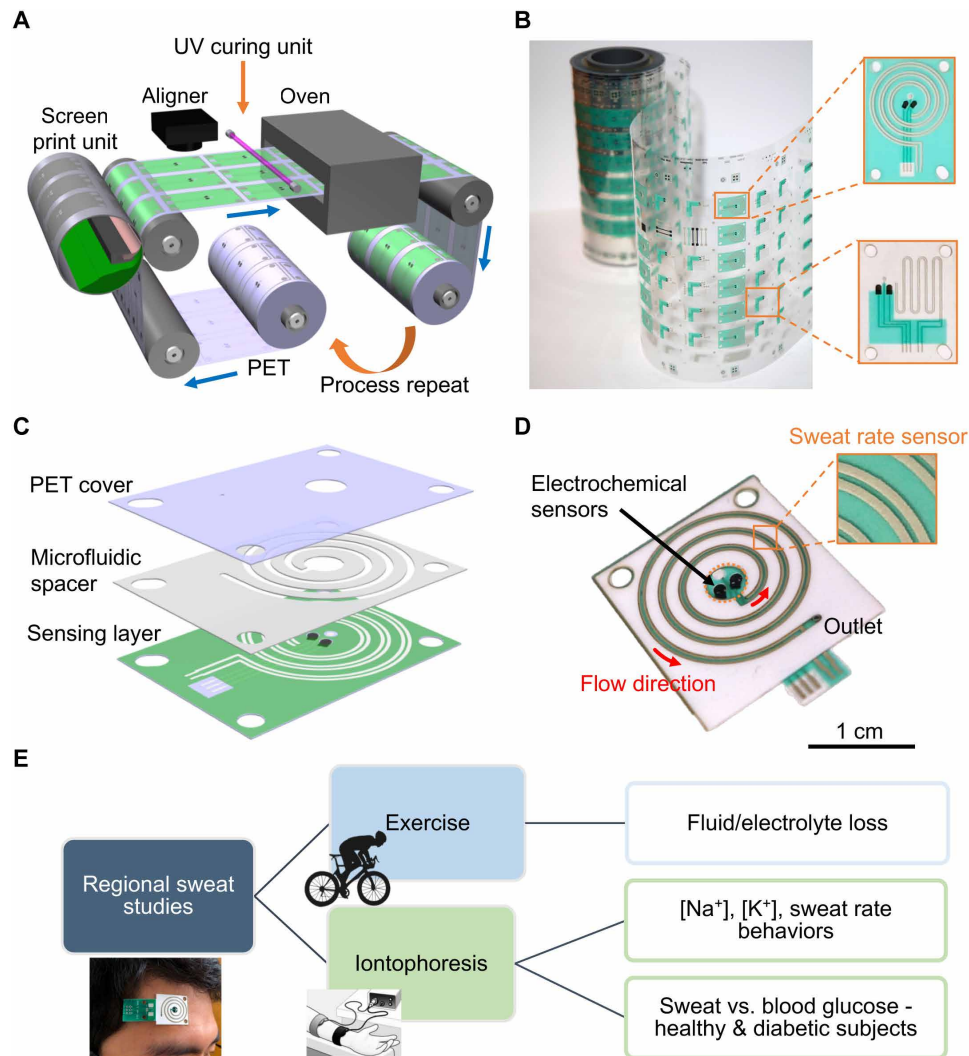 A
UV curing unit
Aligner
Oven
Screen
print unit
PET
Process repeat
B
C
PET cover
Microfluidic
spacer
Sensing layer
D
Sweat rate sensor
Electrochemical
sensors
Outlet
Flow direction
1 cm
E
Regional sweat
studies
Exercise
Fluid/electrolyte loss
Iontophoresis
[Na⁺], [K⁺], sweat rate
behaviors
Sweat vs. blood glucose -
healthy & diabetic subjects